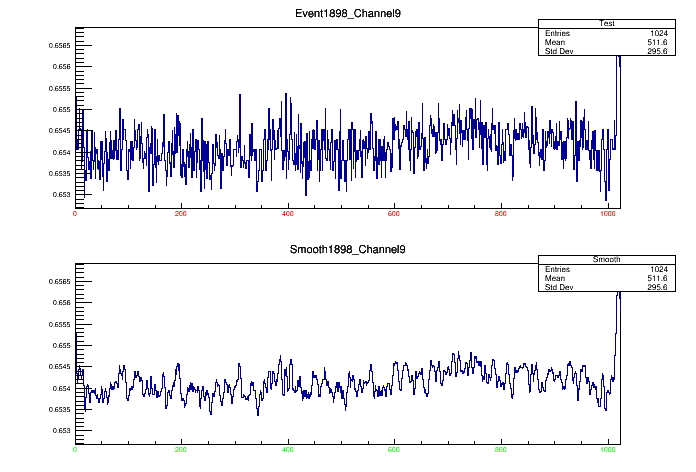 Event1898_Channel9
Test
Entries 1024
Mean 511.6
Std Dev 295.6
0.6565
0.656
0.6555
0.655
0.6545
0.654
0.6535
0.653
0 200 400 600 800 1000
Smooth1898_Channel9
Smooth
Entries 1024
Mean 511.6
Std Dev 295.6
0.6565
0.656
0.6555
0.655
0.6545
0.654
0.6535
0.653
0 200 400 600 800 1000